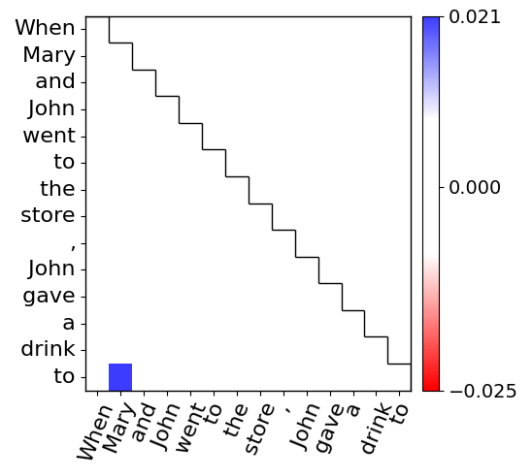 When
Mary
and
John
went
to
the
store
,
John
gave
a
drink
to
When
Mary
and
John
went
to
the
store
,
John
gave
a
drink
to
0.021
0.000
−0.025